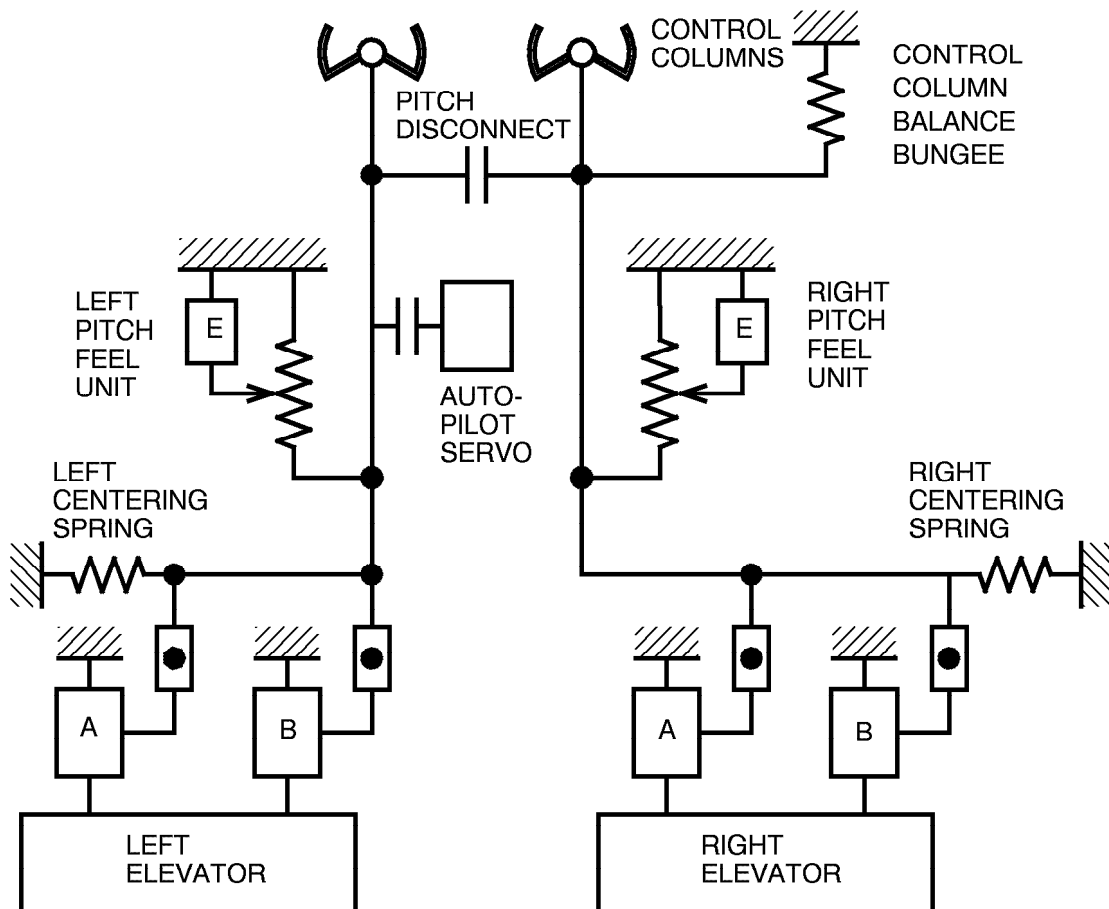 CONTROL
COLUMNS
CONTROL
COLUMN
BALANCE
BUNGEE
PITCH
DISCONNECT
LEFT
PITCH
FEEL
UNIT
E
AUTO-
PILOT
SERVO
E
RIGHT
PITCH
FEEL
UNIT
LEFT
CENTERING
SPRING
RIGHT
CENTERING
SPRING
A
B
A
B
LEFT
ELEVATOR
RIGHT
ELEVATOR